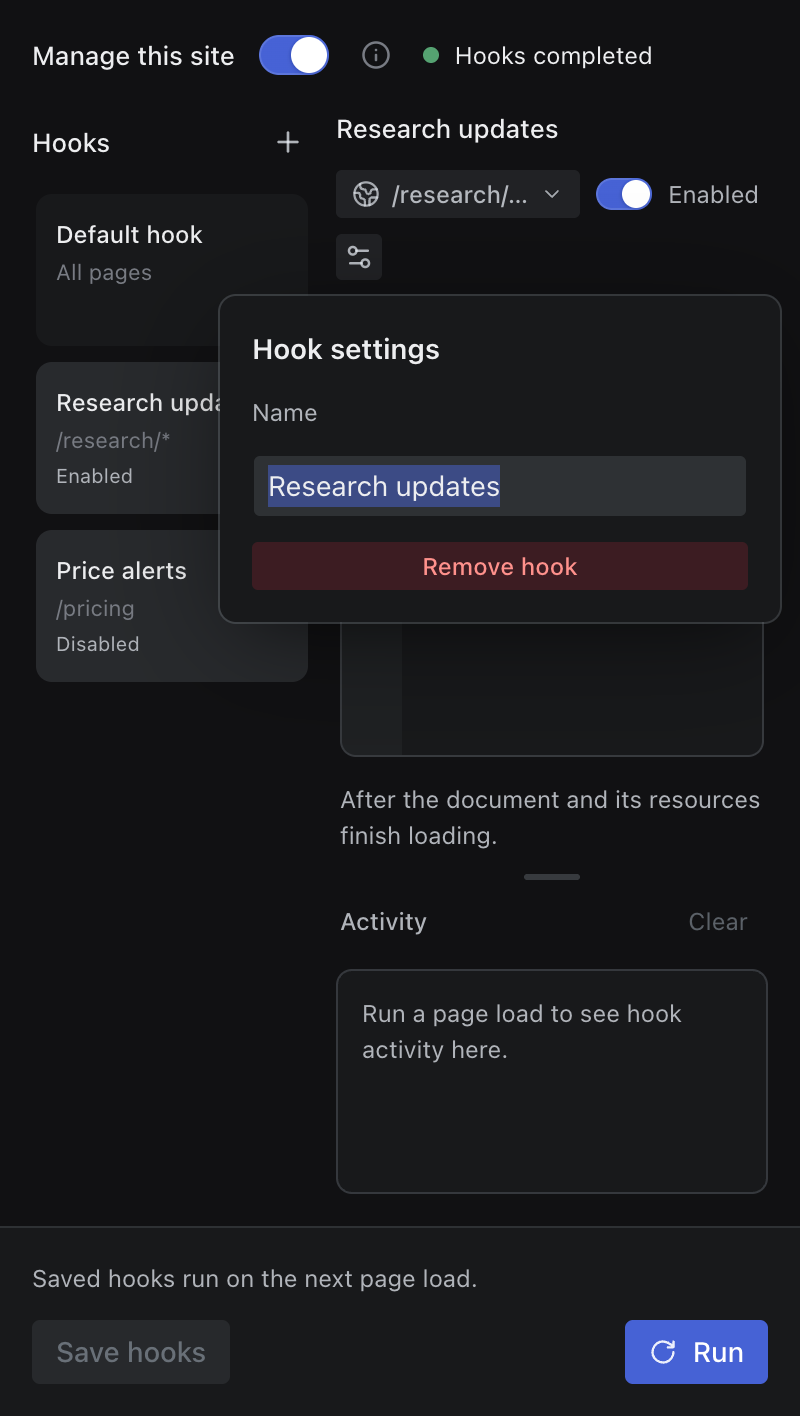 Manage this site
Hooks completed
Hooks
Research updates
/research/...
Enabled
Default hook
All pages
Research upda
/research/*
Enabled
Price alerts
/pricing
Disabled
Hook settings
Name
Research updates
Remove hook
After the document and its resources
finish loading.
Activity
Clear
Run a page load to see hook
activity here.
Saved hooks run on the next page load.
Save hooks
Run